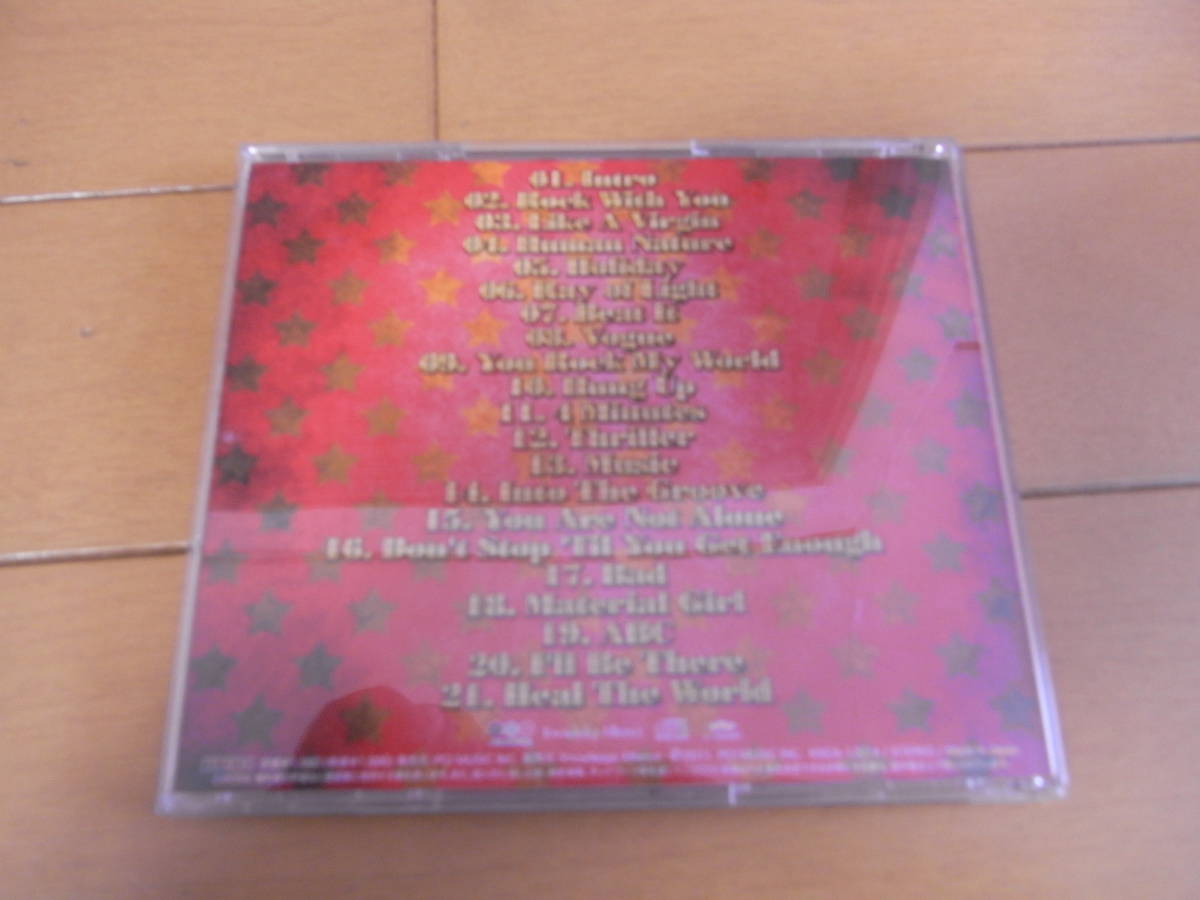 01. Intro
02. Rock With You
03. Like A Virgin
04. Human Nature
05. Holiday
06. Ray of Light
07. Beat It
08. Vogue
09. You Rock My World
10. Hung Up
11. 4 Minutes
12. Thriller
13. Music
14. Into The Groove
15. You Are Not Alone
16. Don't Stop 'Til You Get Enough
17. Bad
18. Material Girl
19. ABC
20. I'll Be There
21. Heal The World